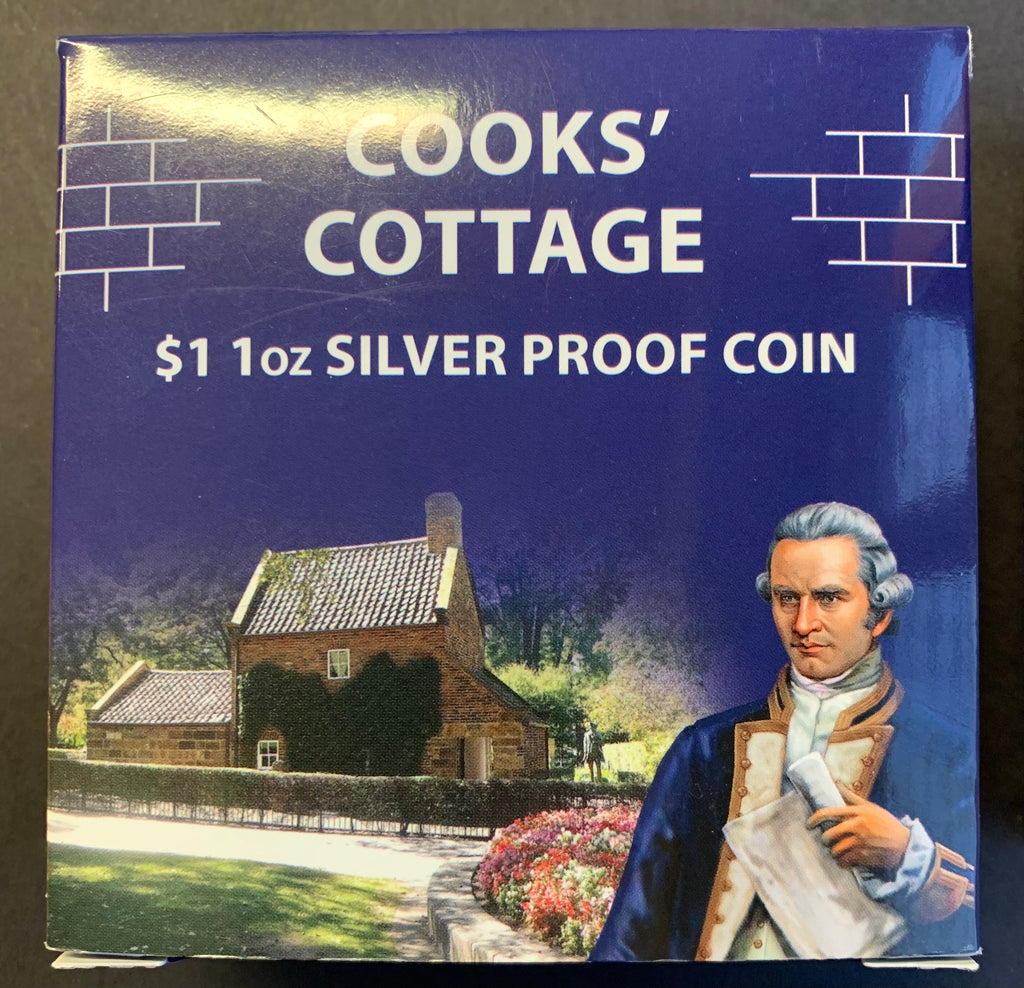 COOKS’
COTTAGE
$1 1oz SILVER PROOF COIN